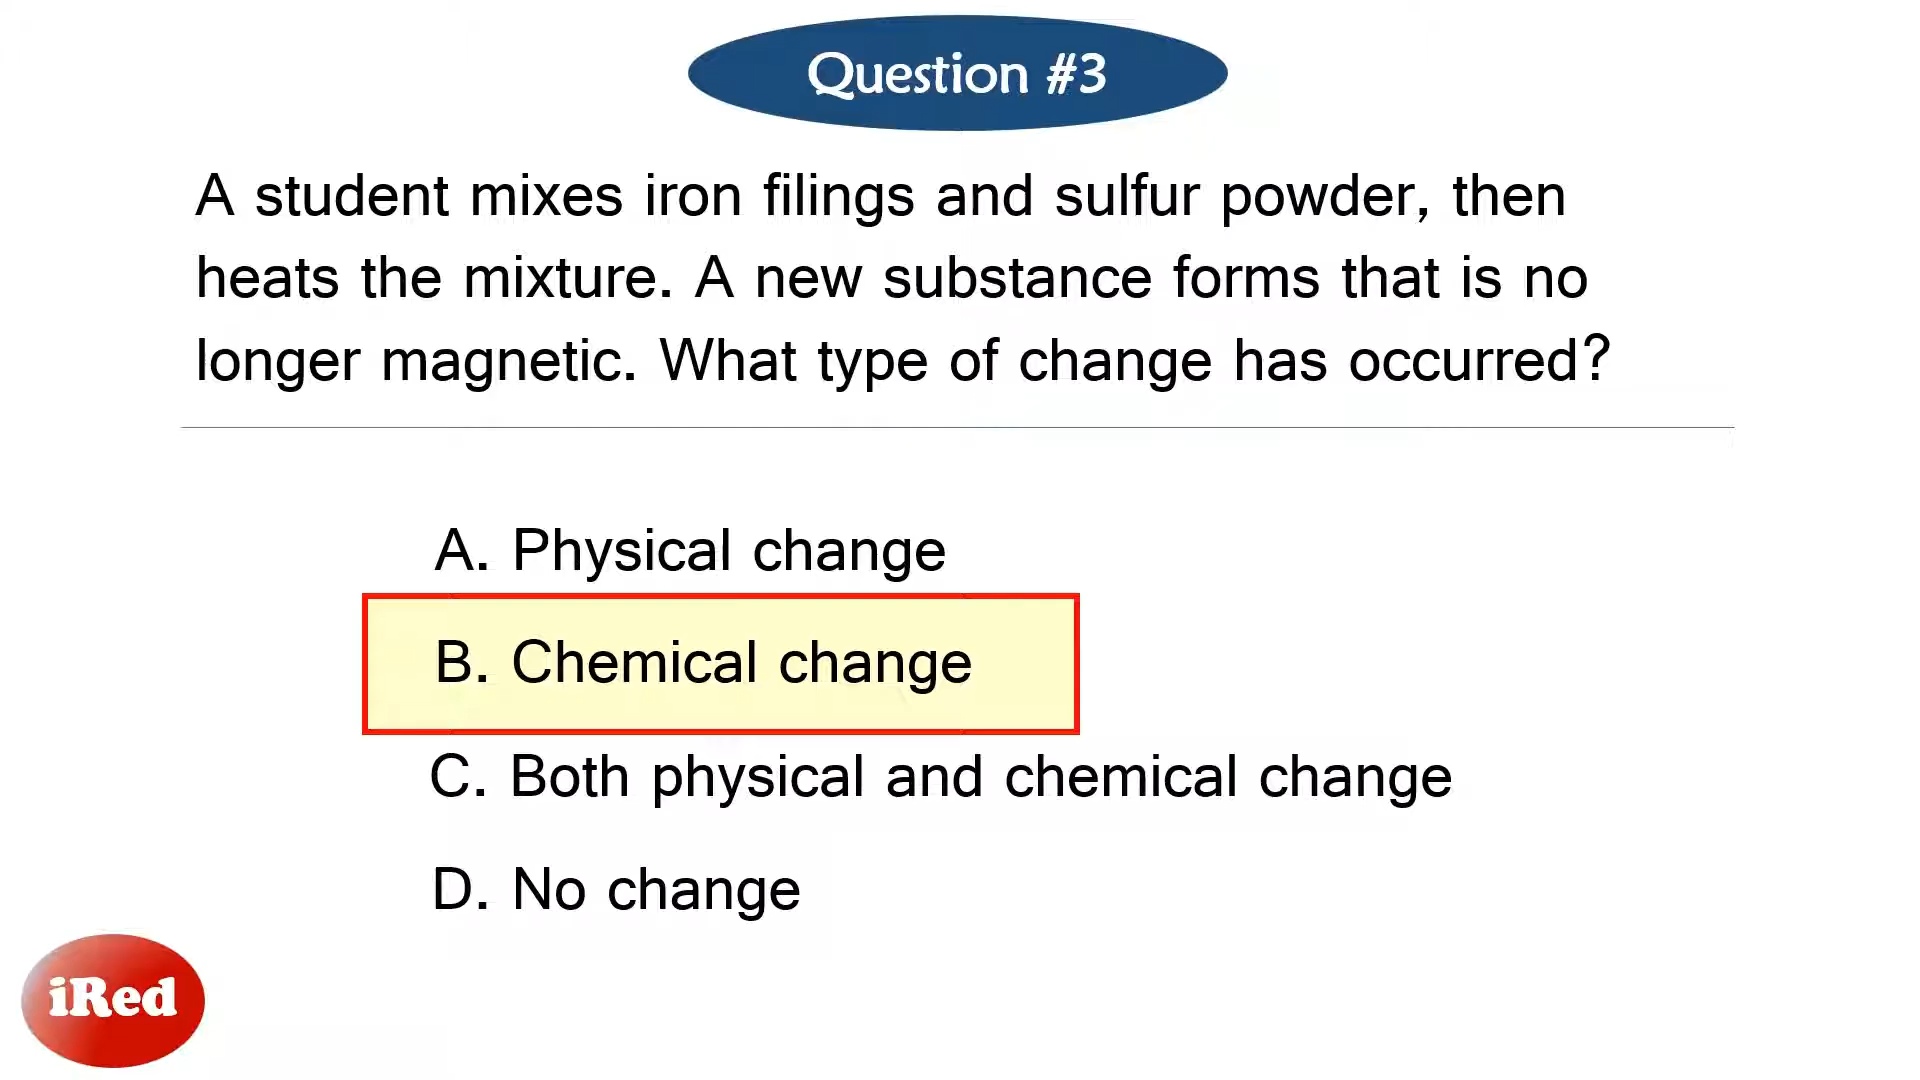 Question #3
A student mixes iron filings and sulfur powder, then
heats the mixture. A new substance forms that is no
longer magnetic. What type of change has occurred?
A. Physical change
B. Chemical change
C. Both physical and chemical change
D. No change
iRed